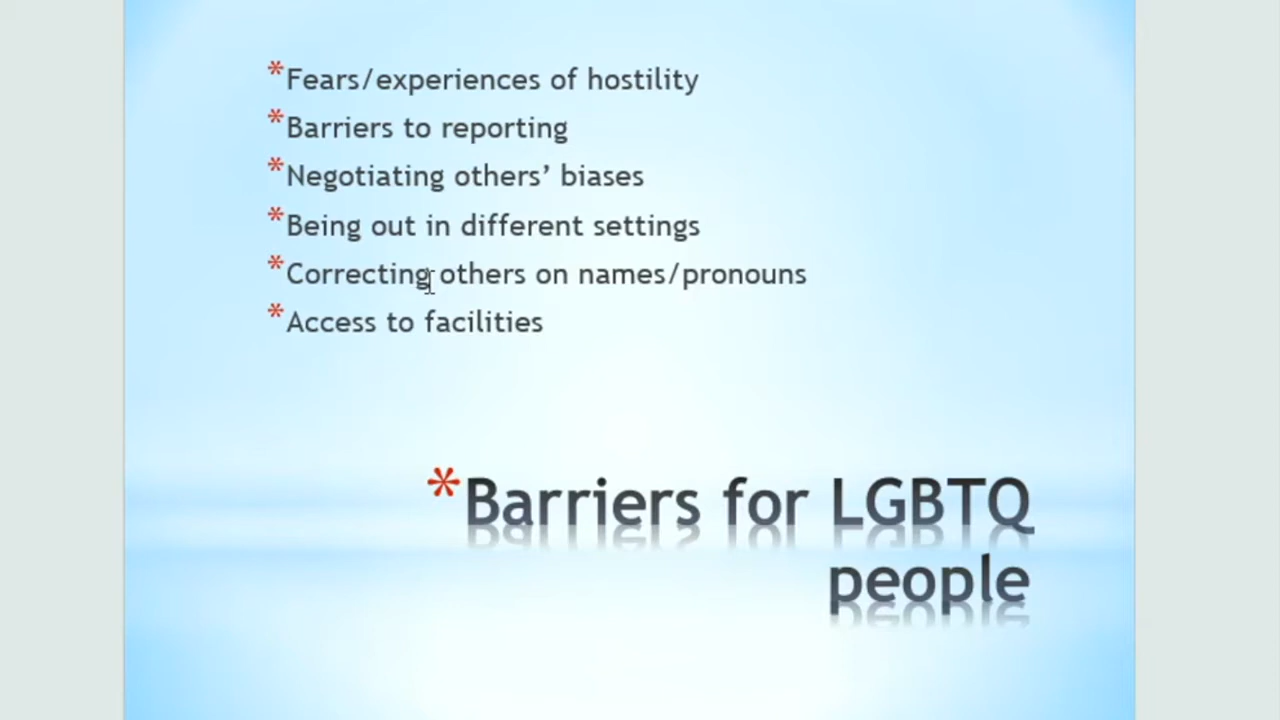 *Fears/experiences of hostility
*Barriers to reporting
*Negotiating others’ biases
*Being out in different settings
*Correcting others on names/pronouns
*Access to facilities
*Barriers for LGBTQ
people